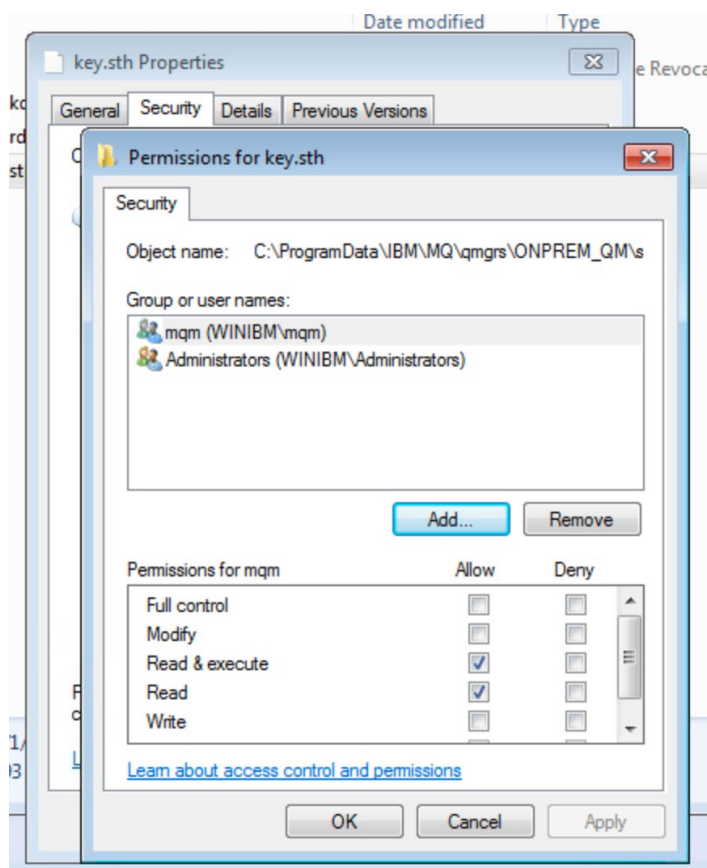 Date modified Type
key.sth Properties
e Revoca
General Security Details Previous Versions
rd
st
Permissions for key.sth
Security
Object name: C:\ProgramData\IBM\MQ\qmgrs\ONPREM_QM\s
Group or user names:
mqm (WINIBM\mqm)
Administrators (WINIBM\Administrators)
Add... Remove
Permissions for mqm Allow Deny
Full control
Modify
Read & execute
Read
Write
Learn about access control and permissions
OK Cancel Apply